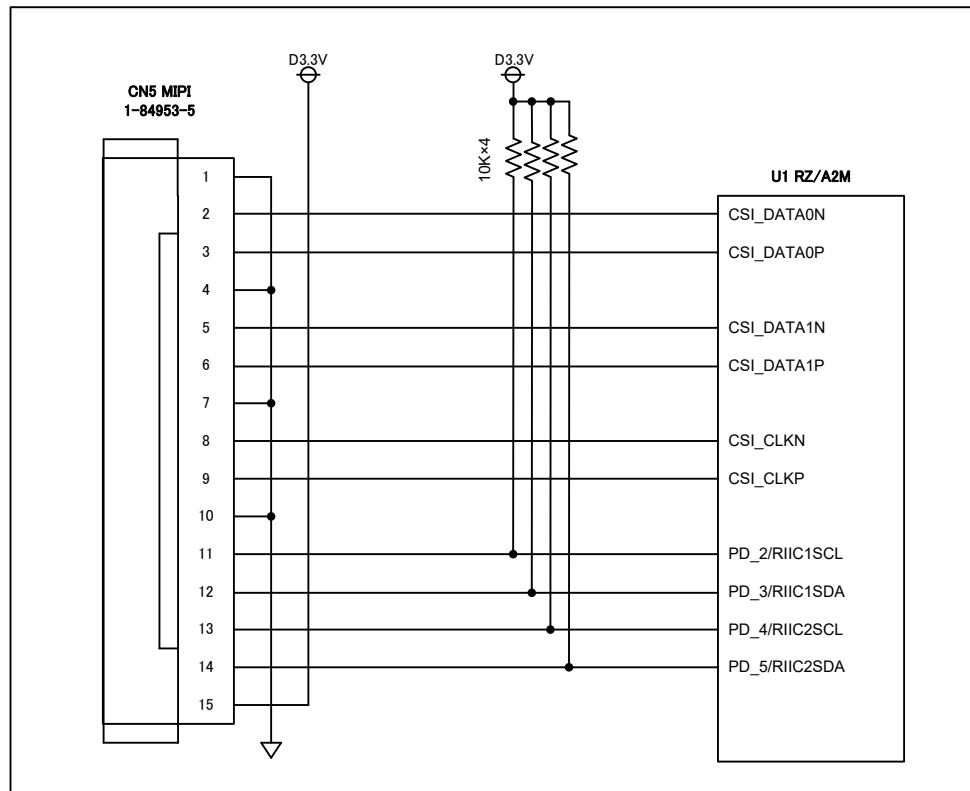 D3.3V
D3.3V
CN5 MIPI
1-84953-5
10K×4
U1 RZ/A2M
1
2
CSI_DATA0N
3
CSI_DATA0P
4
5
CSI_DATA1N
6
CSI_DATA1P
7
8
CSI_CLKN
9
CSI_CLKP
10
11
PD_2/RIIC1SCL
12
PD_3/RIIC1SDA
13
PD_4/RIIC2SCL
14
PD_5/RIIC2SDA
15